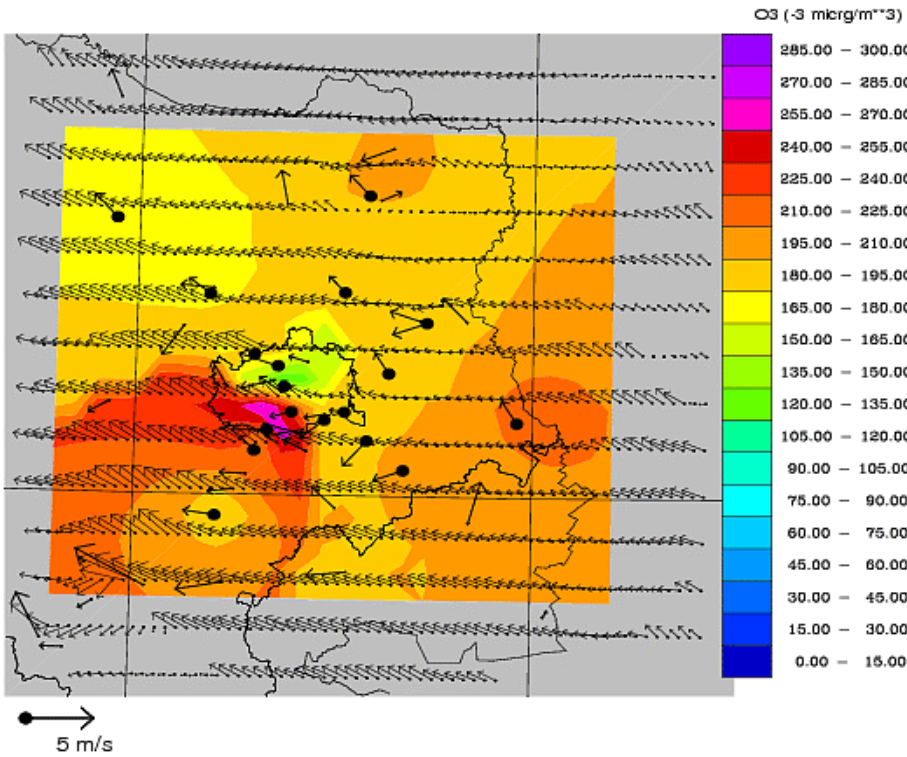 O3 (-3 micrg/m**3)
285.00 – 300.00
270.00 – 285.00
255.00 – 270.00
240.00 – 255.00
225.00 – 240.00
210.00 – 225.00
195.00 – 210.00
180.00 – 195.00
165.00 – 180.00
150.00 – 165.00
135.00 – 150.00
120.00 – 135.00
105.00 – 120.00
90.00 – 105.00
75.00 – 90.00
60.00 – 75.00
45.00 – 60.00
30.00 – 45.00
15.00 – 30.00
0.00 – 15.00
5 m/s